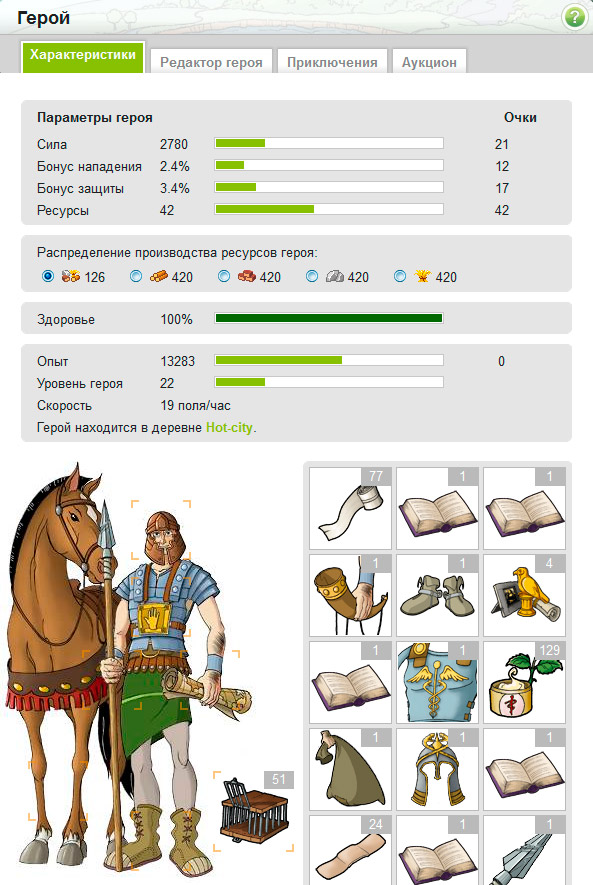 Герой
?
Характеристики Редактор героя Приключения Аукцион
Параметры героя Очки
Сила 2780 21
Бонус нападения 2.4% 12
Бонус защиты 3.4% 17
Ресурсы 42 42
Распределение производства ресурсов героя:
126 420 420 420 420
Здоровье 100%
Опыт 13283 0
Уровень героя 22
Скорость 19 поля/час
Герой находится в деревне Hot-city.
77 1 1
1 1 4
1 1 129
1 1 1
51
24 1 1